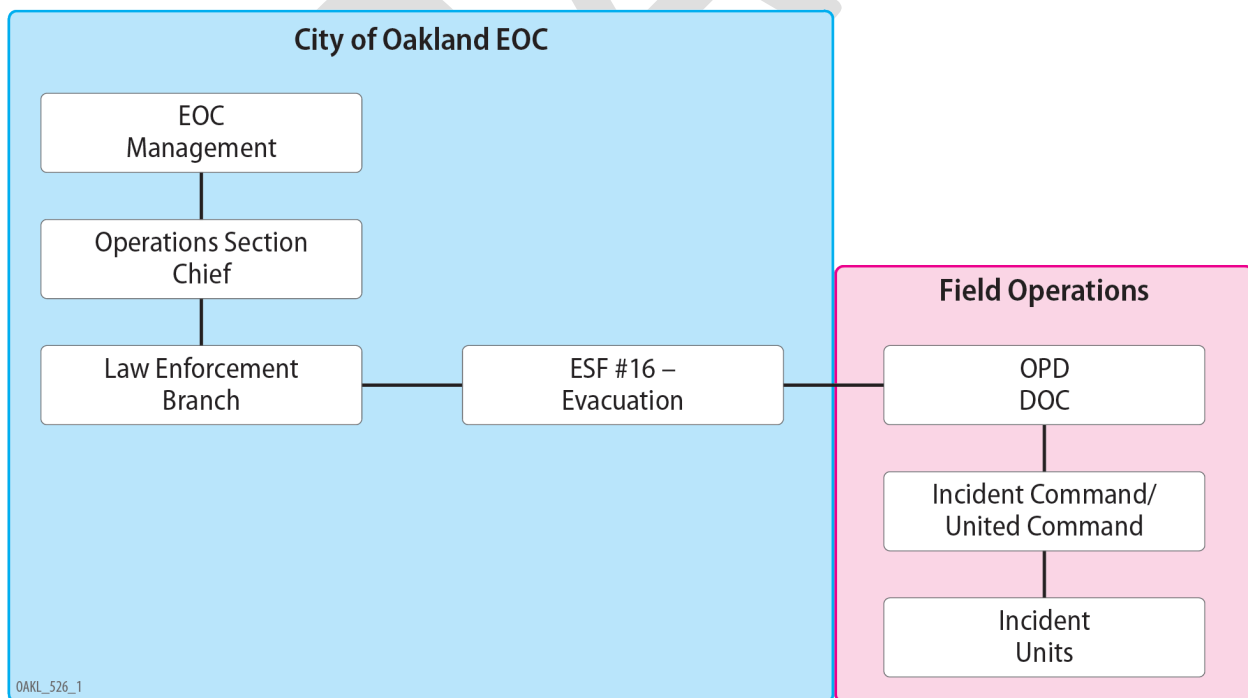 City of Oakland EOC
EOC
Management
Operations Section
Chief
Law Enforcement
Branch
ESF #16 –
Evacuation
Field Operations
OPD
DOC
Incident Command/
United Command
Incident
Units
OAKL_526_1